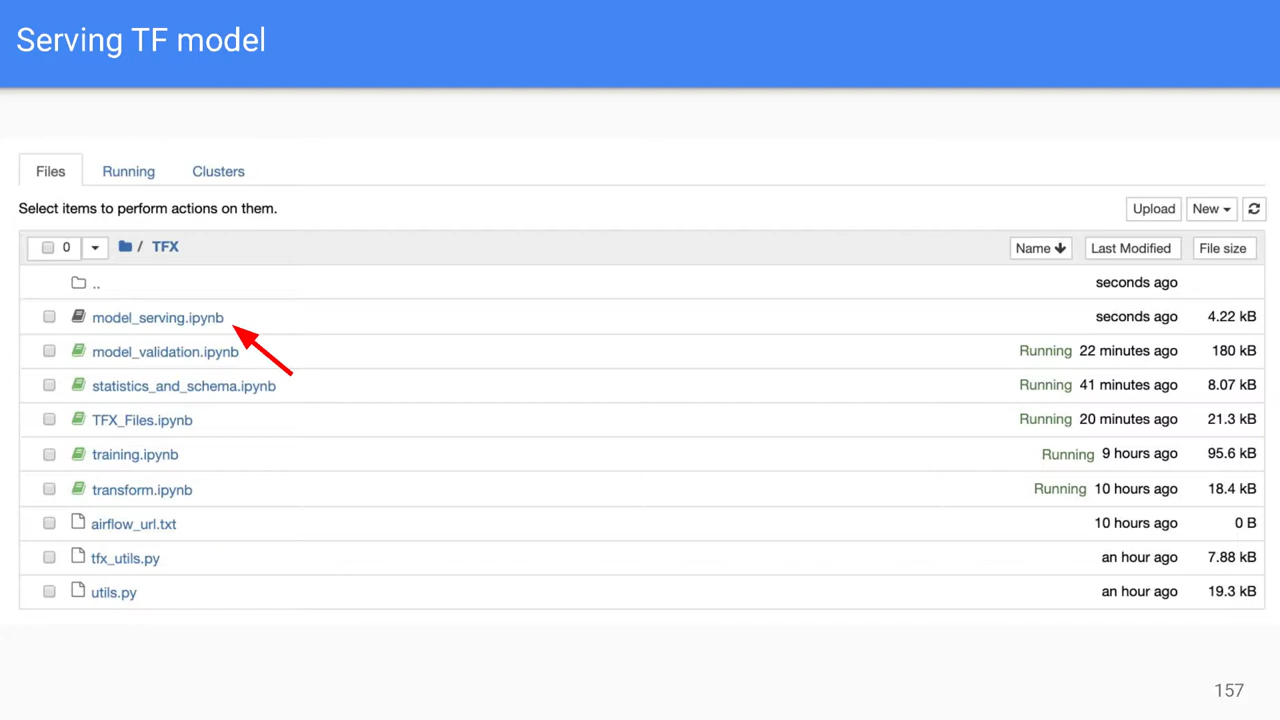 Serving TF model
Files Running Clusters
Select items to perform actions on them. Upload New
0 / TFX Name Last Modified File size
.. seconds ago
model_serving.ipynb seconds ago 4.22 kB
model_validation.ipynb Running 22 minutes ago 180 kB
statistics_and_schema.ipynb Running 41 minutes ago 8.07 kB
TFX_Files.ipynb Running 20 minutes ago 21.3 kB
training.ipynb Running 9 hours ago 95.6 kB
transform.ipynb Running 10 hours ago 18.4 kB
airflow_url.txt 10 hours ago 0 B
tfx_utils.py an hour ago 7.88 kB
utils.py an hour ago 19.3 kB
157